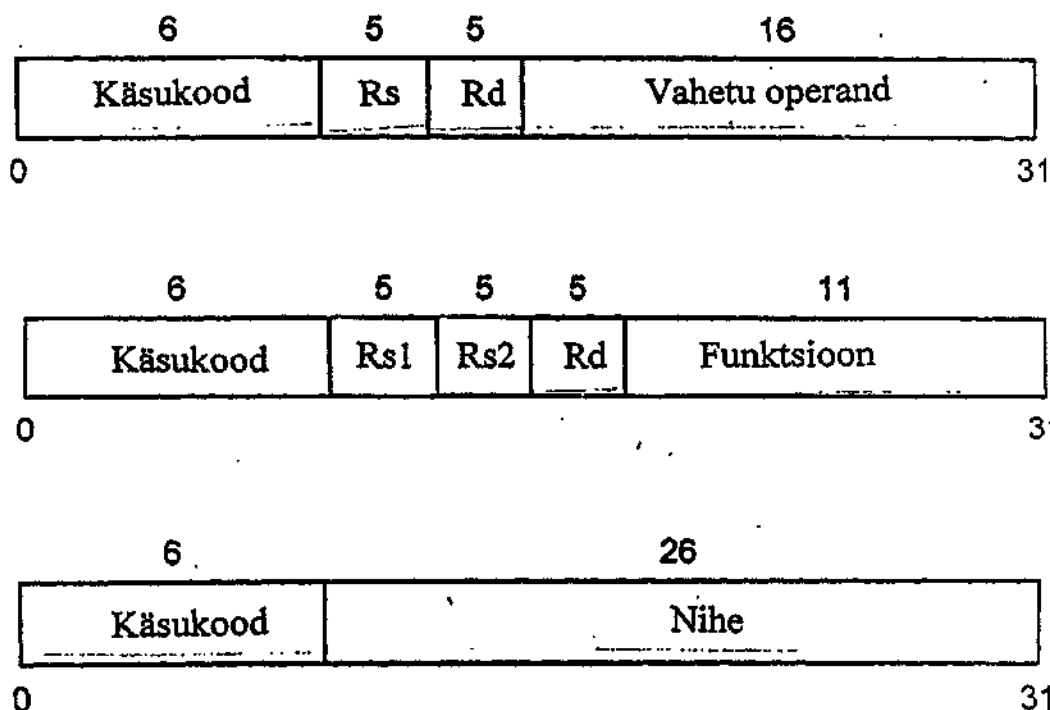 6 5 5 16
Käsukood Rs Rd Vahetu operand
0 31
6 5 5 5 11
Käsukood Rs1 Rs2 Rd Funktsioon
0 31
6 26
Käsukood Nihe
0 31